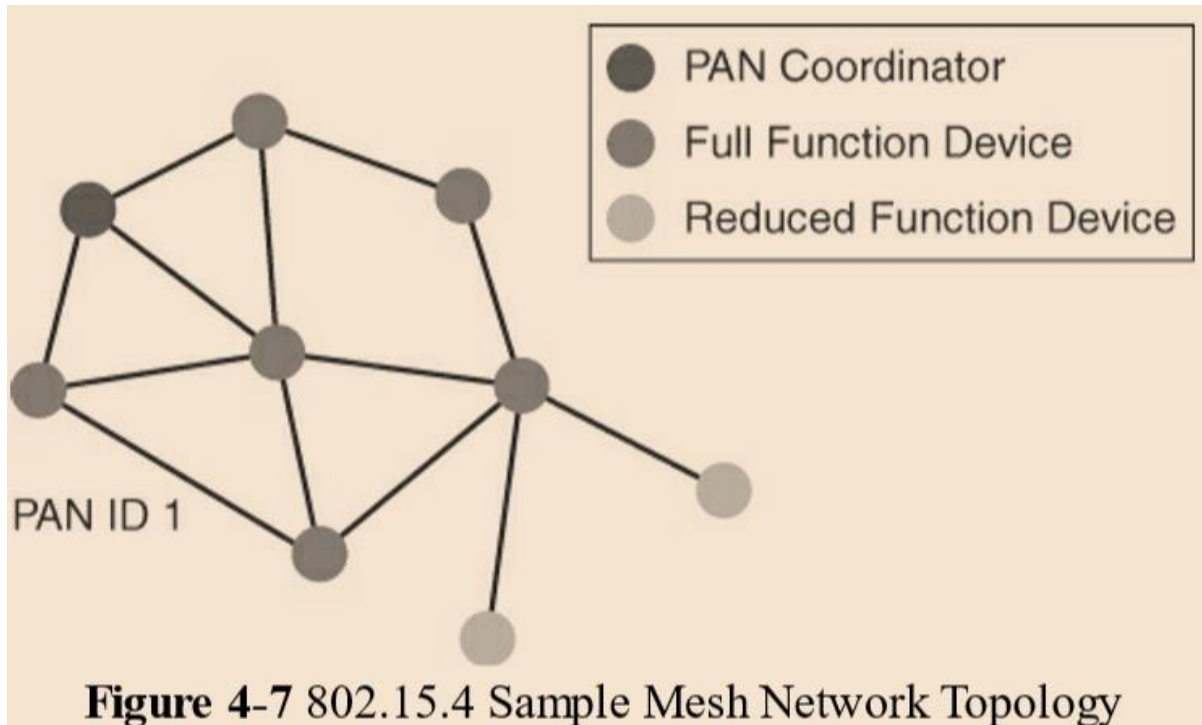 PAN Coordinator
Full Function Device
Reduced Function Device
PAN ID 1
Figure 4-7 802.15.4 Sample Mesh Network Topology